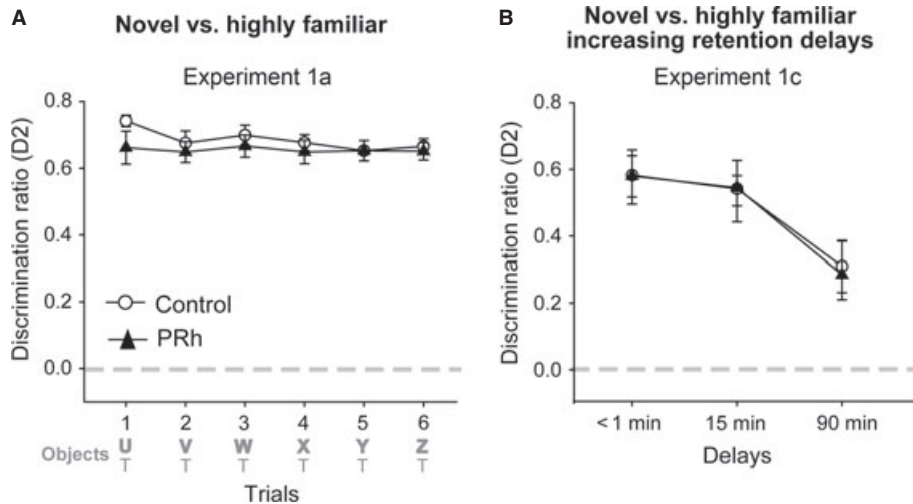 A
Novel vs. highly familiar
Experiment 1a
Discrimination ratio (D2)
0.8
0.6
0.4
0.2
0.0
Control
PRh
1 2 3 4 5 6
Objects U V W X Y Z
T T T T T T
Trials
B
Novel vs. highly familiar
increasing retention delays
Experiment 1c
Discrimination ratio (D2)
0.8
0.6
0.4
0.2
0.0
< 1 min 15 min 90 min
Delays